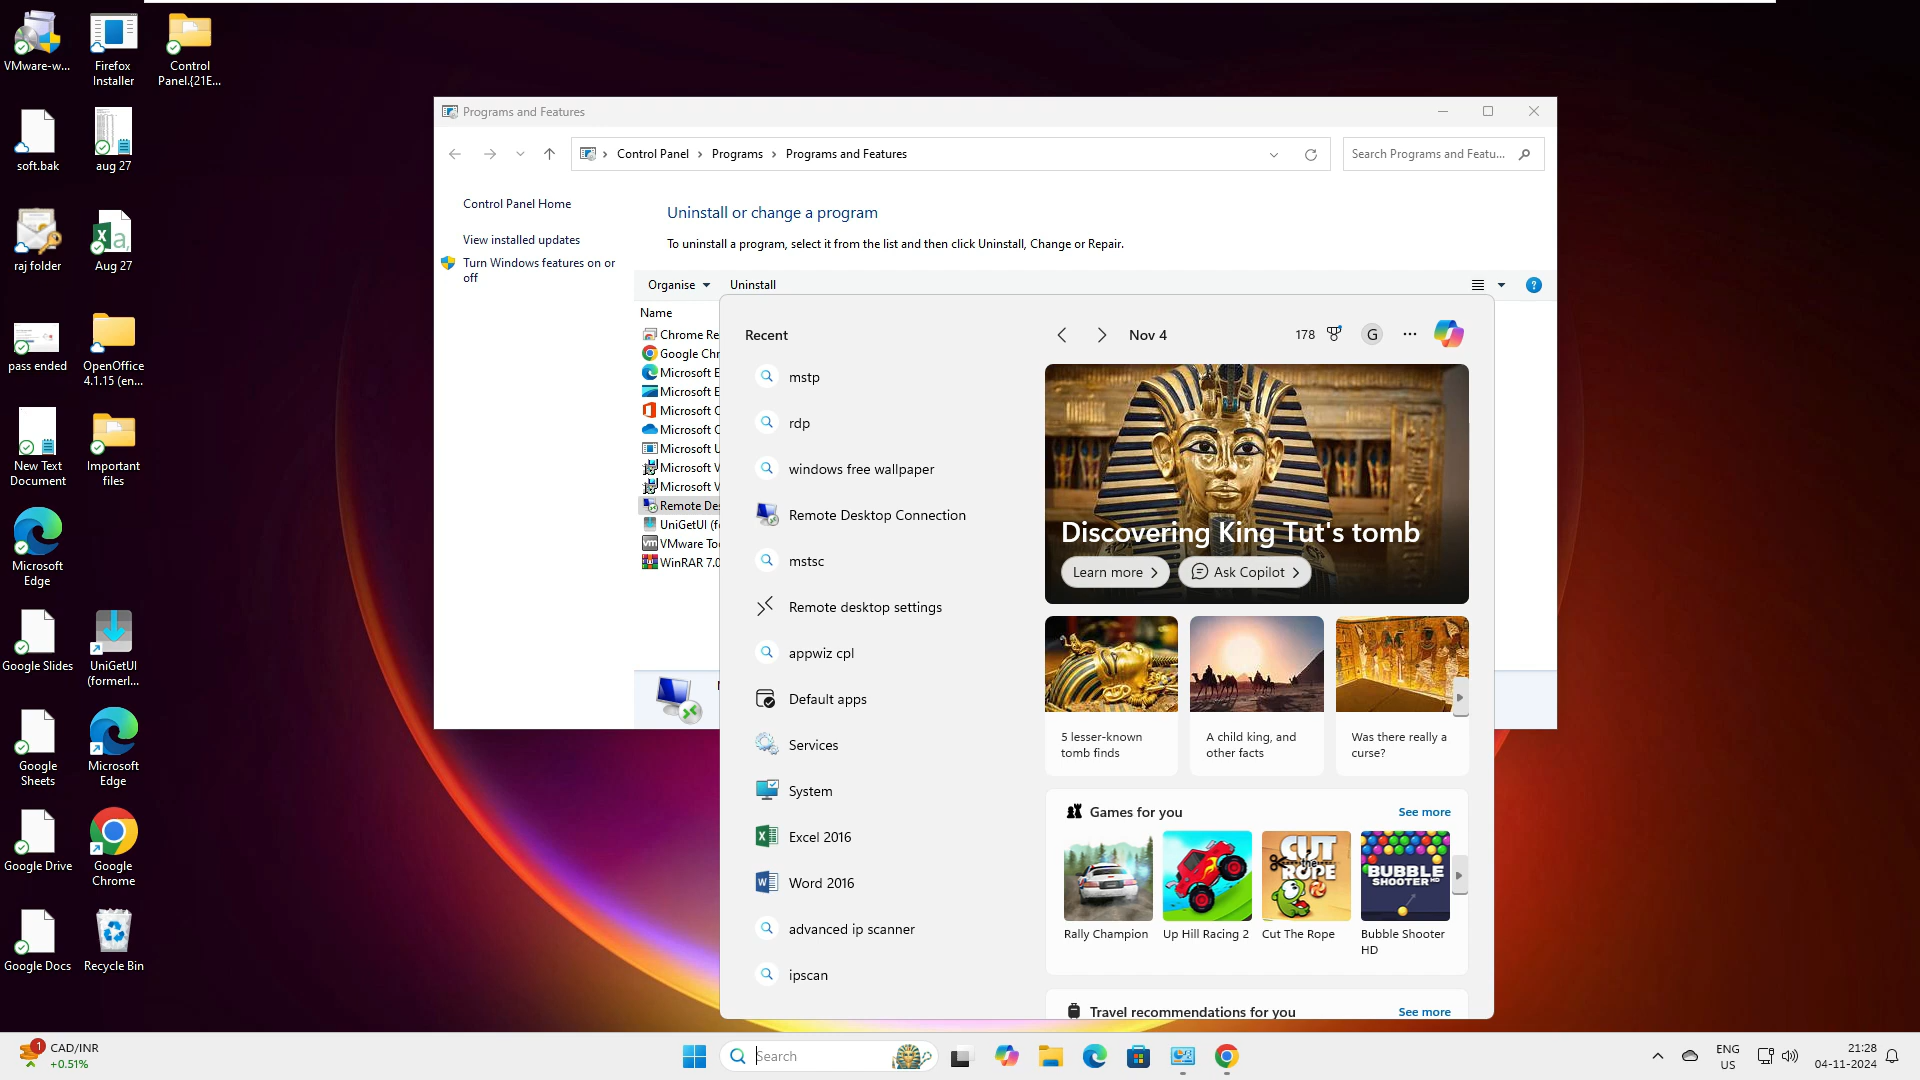 VMware-w...
Firefox
Installer
Control
Panel.{21E...
soft.bak
aug 27
raj folder
Aug 27
pass ended
OpenOffice
4.1.15 (en...
New Text
Document
Important
files
Microsoft
Edge
Google Slides
UniGetUI
(formerl...
Google
Sheets
Microsoft
Edge
Google Drive
Google
Chrome
Google Docs
Recycle Bin
Programs and Features
Control Panel
Programs
Programs and Features
Search Programs and Featu...
Control Panel Home
View installed updates
Turn Windows features on or
off
Uninstall or change a program
To uninstall a program, select it from the list and then click Uninstall, Change or Repair.
Organise
Uninstall
Name
Chrome Re
Google Chr
Microsoft E
Microsoft E
Microsoft
Microsoft
Microsoft U
Microsoft V
Microsoft V
Remote Des
UniGetUI (f
VMware Too
WinRAR 7.0
Recent
mstp
rdp
windows free wallpaper
Remote Desktop Connection
mstsc
Remote desktop settings
appwiz cpl
Default apps
Services
System
Excel 2016
Word 2016
advanced ip scanner
ipscan
Nov 4
178
G
Discovering King Tut's tomb
Learn more
Ask Copilot
5 lesser-known
tomb finds
A child king, and
other facts
Was there really a
curse?
Games for you
See more
CUT
the
ROPE
BUBBLE
SHOOTER HD
Rally Champion
Up Hill Racing 2
Cut The Rope
Bubble Shooter
HD
Travel recommendations for you
See more
1
CAD/INR
+0.51%
Search
ENG
US
21:28
04-11-2024